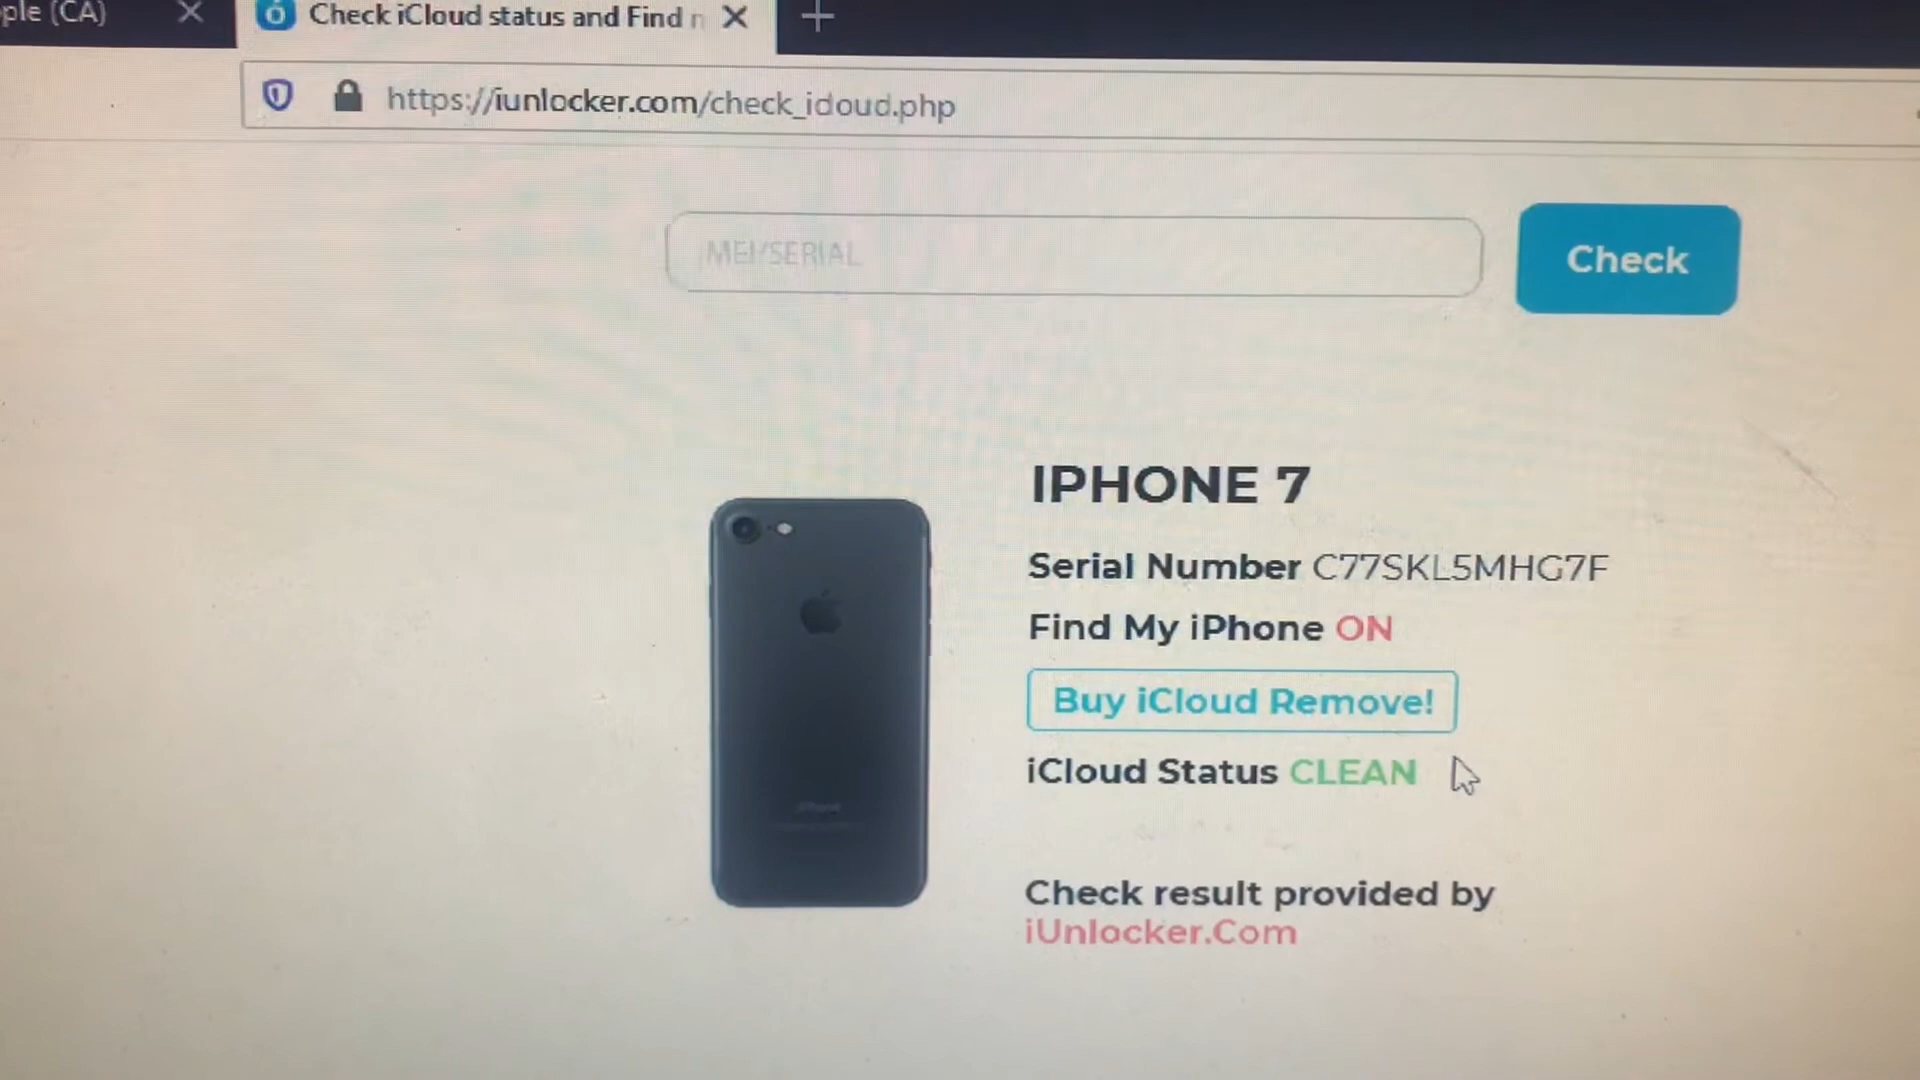 ple (CA)
Check iCloud status and Find n
https://iunlocker.com/check_icloud.php
IMEI/SERIAL
Check
IPHONE 7
Serial Number C77SKL5MHG7F
Find My iPhone ON
Buy iCloud Remove!
iCloud Status CLEAN
Check result provided by
iUnlocker.Com
iPhone